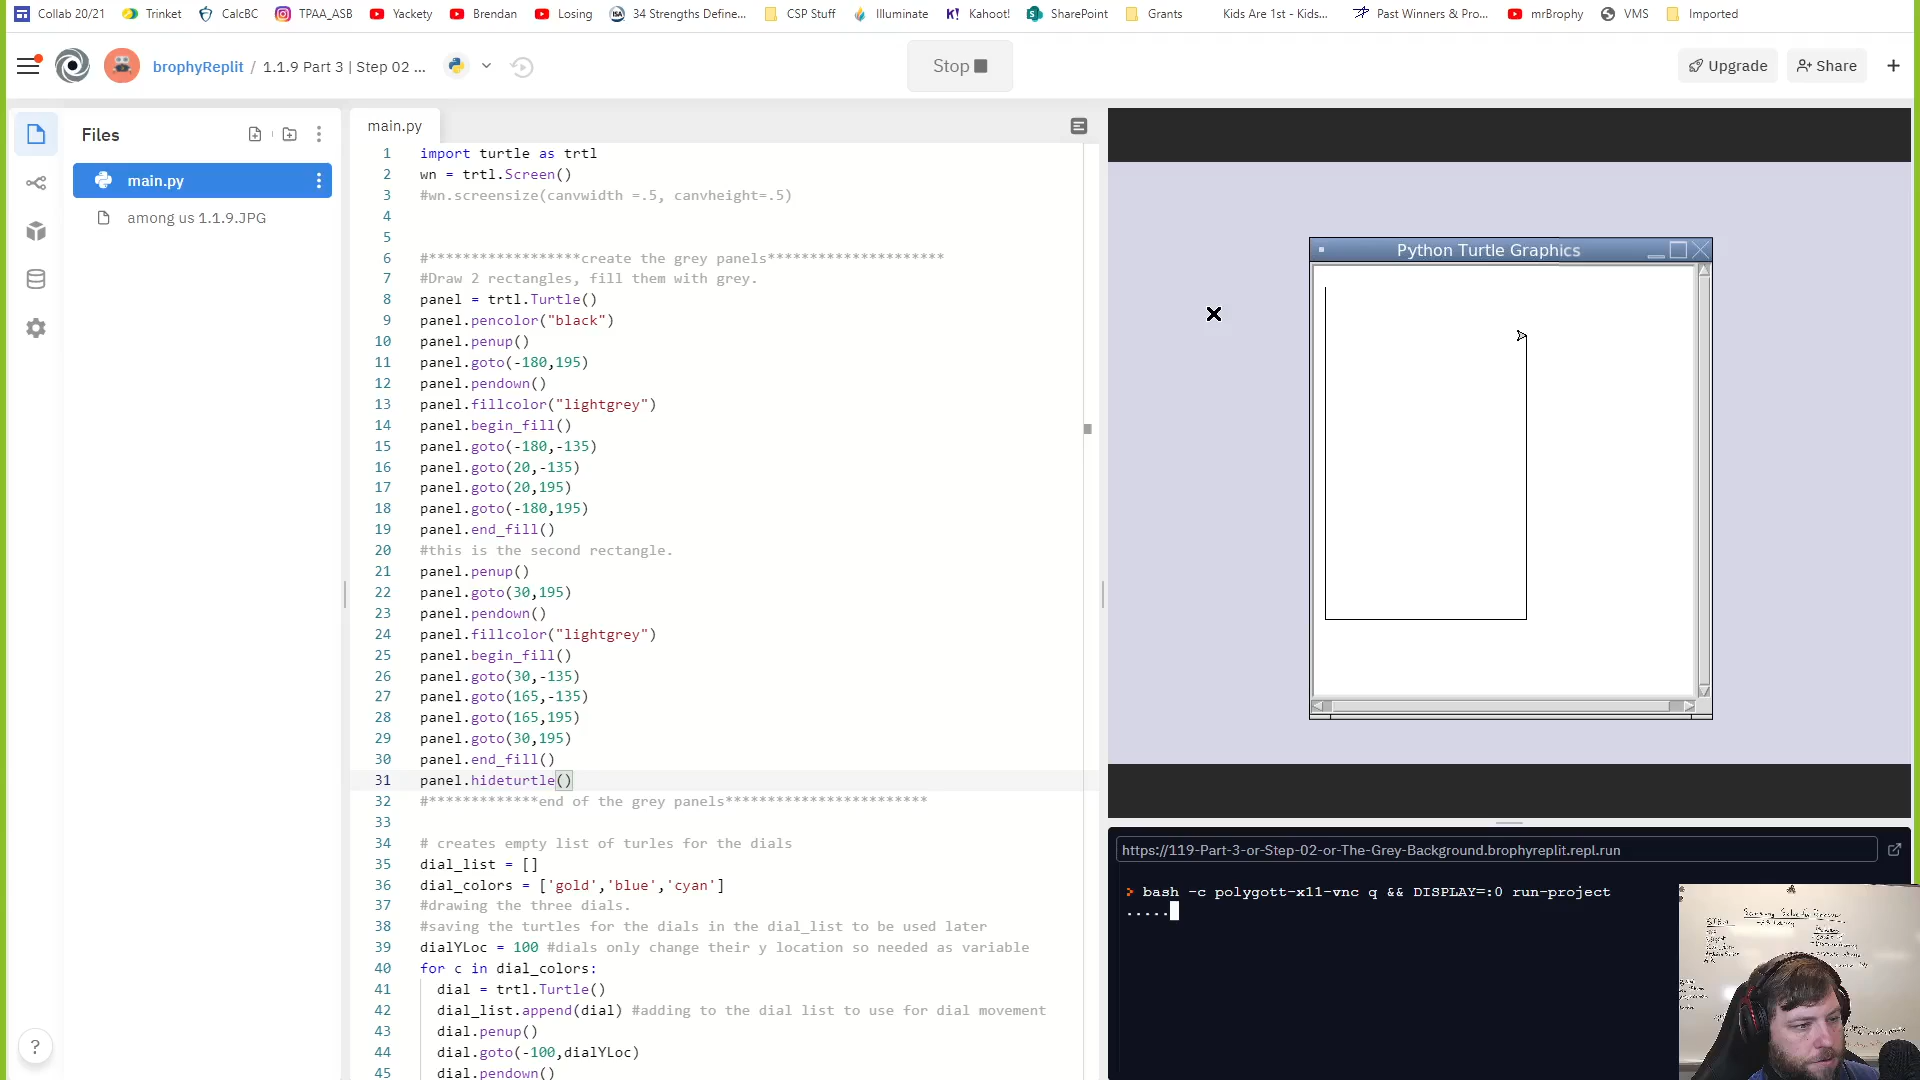 Collab 20/21 Trinket CalcBC TPAA_ASB Yackety Brendan Losing 34 Strengths Define... CSP Stuff Illuminate Kahoot! SharePoint Grants Kids Are 1st - Kids... Past Winners & Pro... mrBrophy VMS Imported
brophyReplit / 1.1.9 Part 3 | Step 02 ...
Stop
Upgrade
Share
Files
main.py
among us 1.1.9.JPG
main.py
1 import turtle as trtl
2 wn = trtl.Screen()
3 #wn.screensize(canvwidth =.5, canvheight=.5)
4
5
6 #******************create the grey panels*********************
7 #Draw 2 rectangles, fill them with grey.
8 panel = trtl.Turtle()
9 panel.pencolor("black")
10 panel.penup()
11 panel.goto(-180,195)
12 panel.pendown()
13 panel.fillcolor("lightgrey")
14 panel.begin_fill()
15 panel.goto(-180,-135)
16 panel.goto(20,-135)
17 panel.goto(20,195)
18 panel.goto(-180,195)
19 panel.end_fill()
20 #this is the second rectangle.
21 panel.penup()
22 panel.goto(30,195)
23 panel.pendown()
24 panel.fillcolor("lightgrey")
25 panel.begin_fill()
26 panel.goto(30,-135)
27 panel.goto(165,-135)
28 panel.goto(165,195)
29 panel.goto(30,195)
30 panel.end_fill()
31 panel.hideturtle()
32 #*************end of the grey panels************************
33
34 # creates empty list of turles for the dials
35 dial_list = []
36 dial_colors = ['gold','blue','cyan']
37 #drawing the three dials.
38 #saving the turtles for the dials in the dial_list to be used later
39 dialYLoc = 100 #dials only change their y location so needed as variable
40 for c in dial_colors:
41 dial = trtl.Turtle()
42 dial_list.append(dial) #adding to the dial list to use for dial movement
43 dial.penup()
44 dial.goto(-100,dialYLoc)
45 dial.pendown()
Python Turtle Graphics
https://119-Part-3-or-Step-02-or-The-Grey-Background.brophyreplit.repl.run
> bash -c polygott-x11-vnc q && DISPLAY=:0 run-project
.....
?